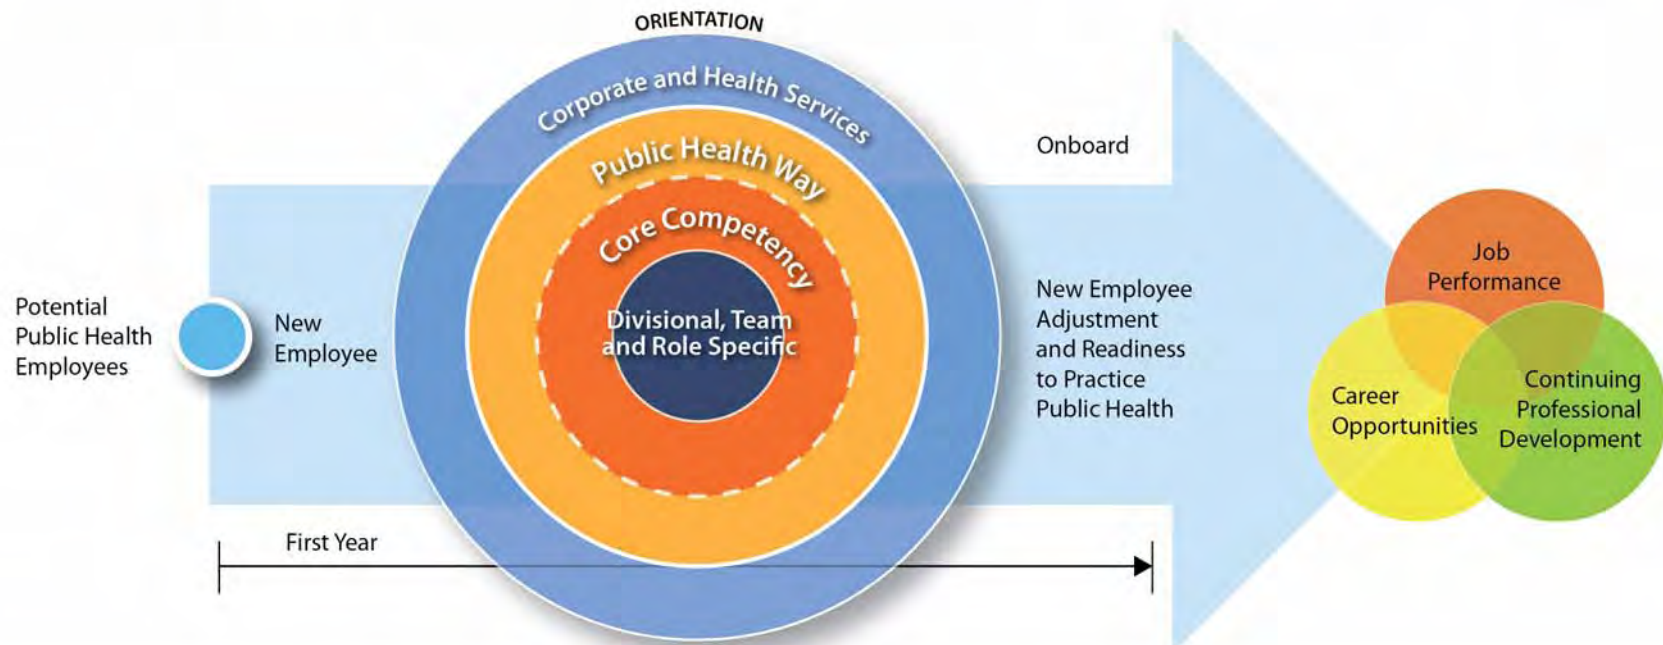 ORIENTATION
Corporate and Health Services
Public Health Way
Core Competency
Divisional, Team
and Role Specific
Potential
Public Health
Employees
New
Employee
Onboard
New Employee
Adjustment
and Readiness
to Practice
Public Health
First Year
Job
Performance
Career
Opportunities
Continuing
Professional
Development